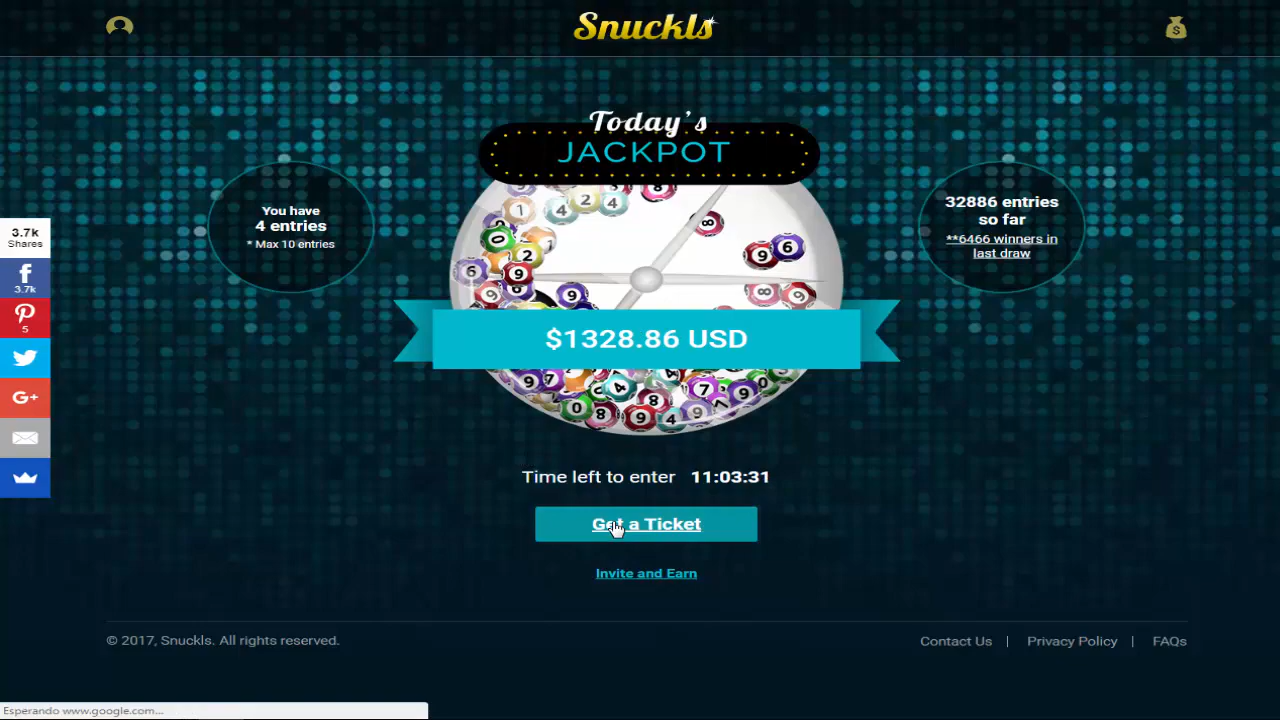 Snuckls
Today's
JACKPOT
You have
4 entries
* Max 10 entries
32886 entries
so far
**6466 winners in
last draw
3.7k
Shares
3.7k
5
G+
$1328.86 USD
Time left to enter 11:03:31
Get a Ticket
Invite and Earn
© 2017, Snuckls. All rights reserved.
Contact Us | Privacy Policy | FAQs
Esperando www.google.com...